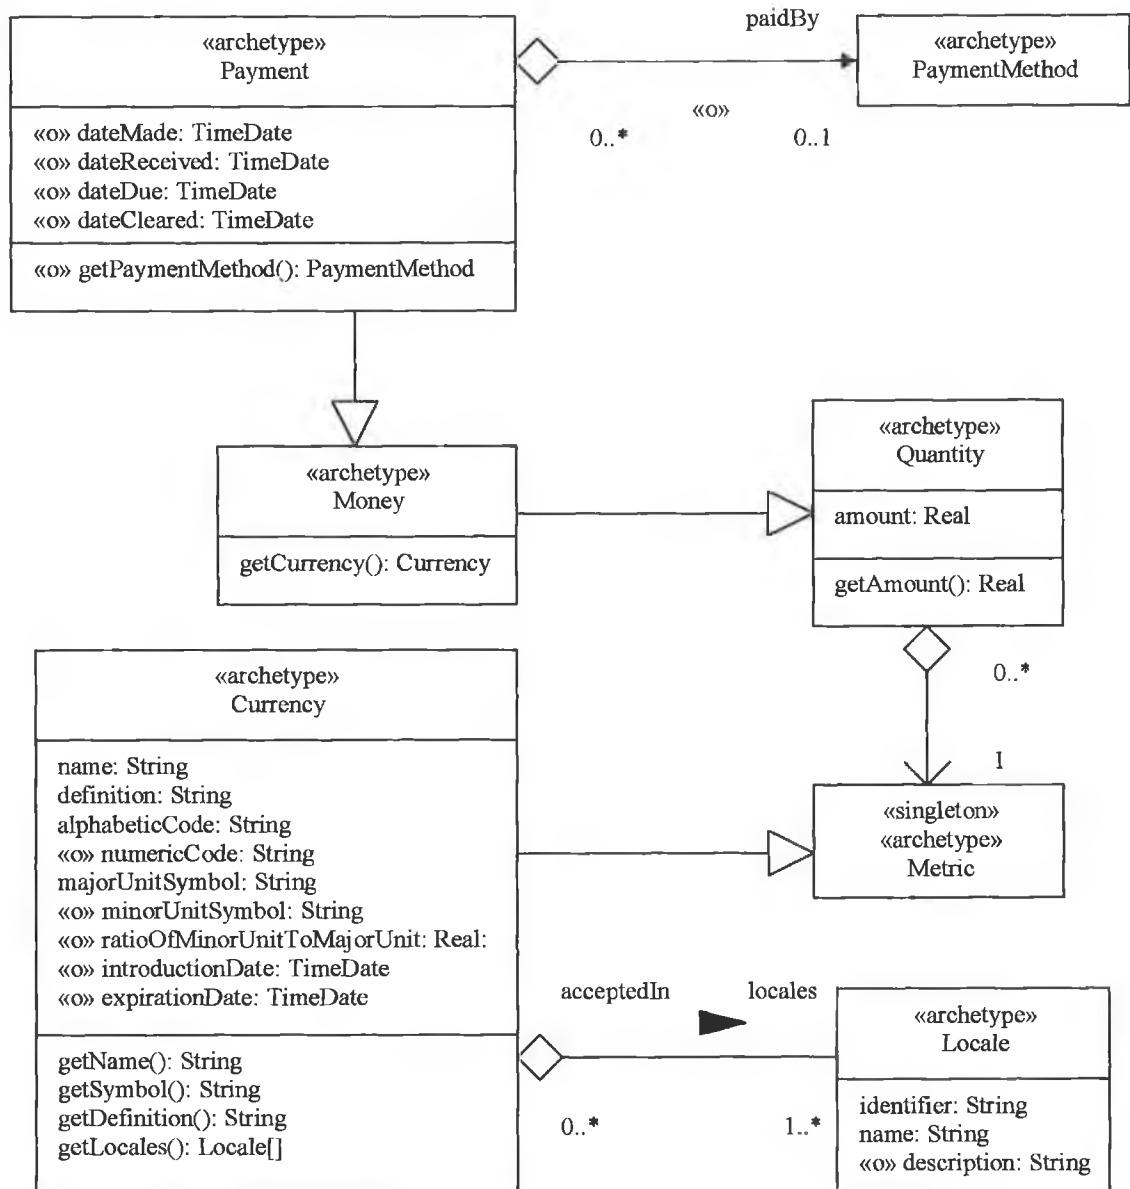 «archetype»
Payment
«o» dateMade: TimeDate
«o» dateReceived: TimeDate
«o» dateDue: TimeDate
«o» dateCleared: TimeDate
«o» getPaymentMethod(): PaymentMethod
paidBy
«o»
0..*
0..1
«archetype»
PaymentMethod
«archetype»
Money
getCurrency(): Currency
«archetype»
Quantity
amount: Real
getAmount(): Real
0..*
1
«archetype»
Currency
name: String
definition: String
alphabeticCode: String
«o» numericCode: String
majorUnitSymbol: String
«o» minorUnitSymbol: String
«o» ratioOfMinorUnitToMajorUnit: Real:
«o» introductionDate: TimeDate
«o» expirationDate: TimeDate
getName(): String
getSymbol(): String
getDefinition(): String
getLocales(): Locale[]
«singleton»
«archetype»
Metric
acceptedIn
locales
0..*
1..*
«archetype»
Locale
identifier: String
name: String
«o» description: String